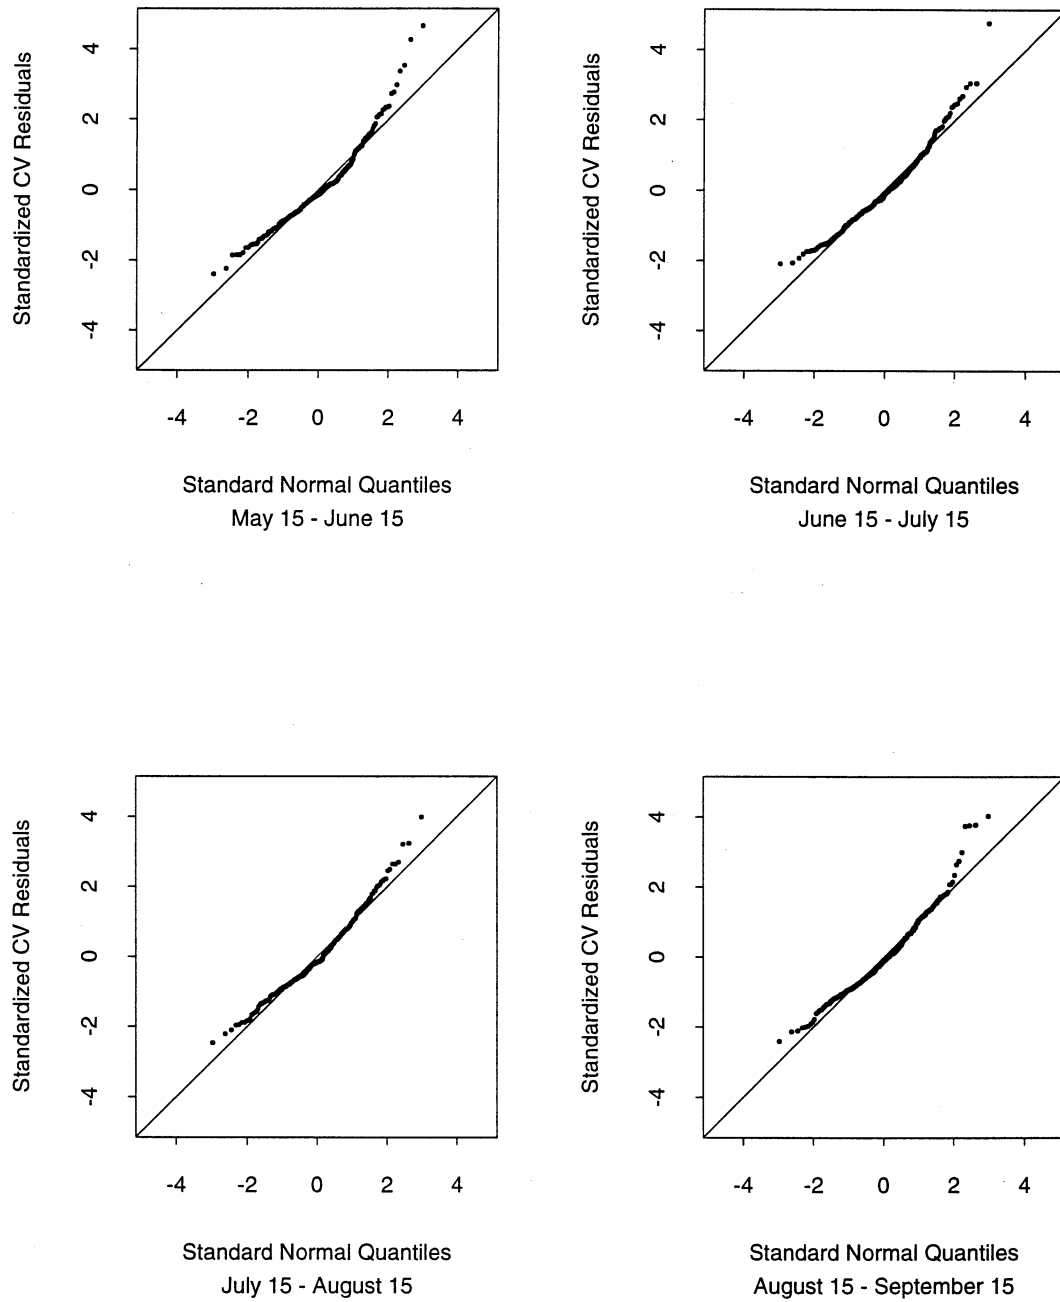 Standardized CV Residuals
4
2
0
-2
-4
-4 -2 0 2 4
Standard Normal Quantiles
May 15 - June 15
Standardized CV Residuals
4
2
0
-2
-4
-4 -2 0 2 4
Standard Normal Quantiles
June 15 - July 15
Standardized CV Residuals
4
2
0
-2
-4
-4 -2 0 2 4
Standard Normal Quantiles
July 15 - August 15
Standardized CV Residuals
4
2
0
-2
-4
-4 -2 0 2 4
Standard Normal Quantiles
August 15 - September 15